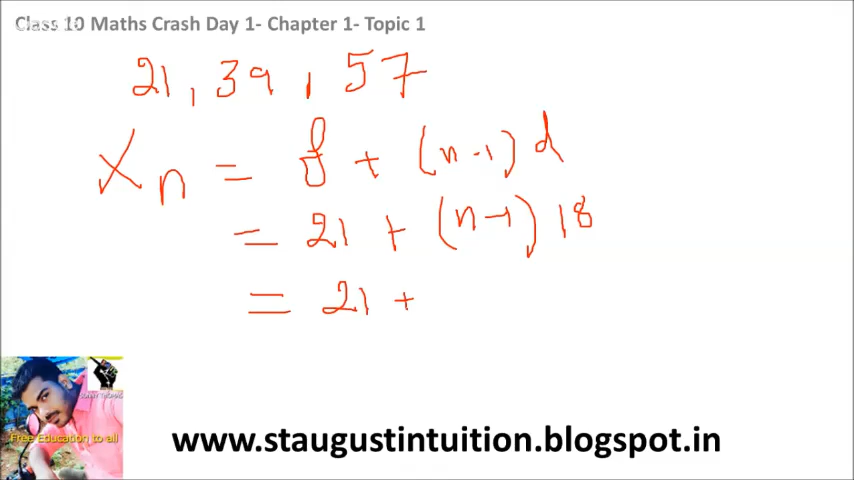 Class 10 Maths Crash Day 1- Chapter 1- Topic 1
21, 39, 57
Xn = f + (n-1) d
= 21 + (n-1) 18
= 21 +
Free Education to all
www.staugustintuition.blogspot.in